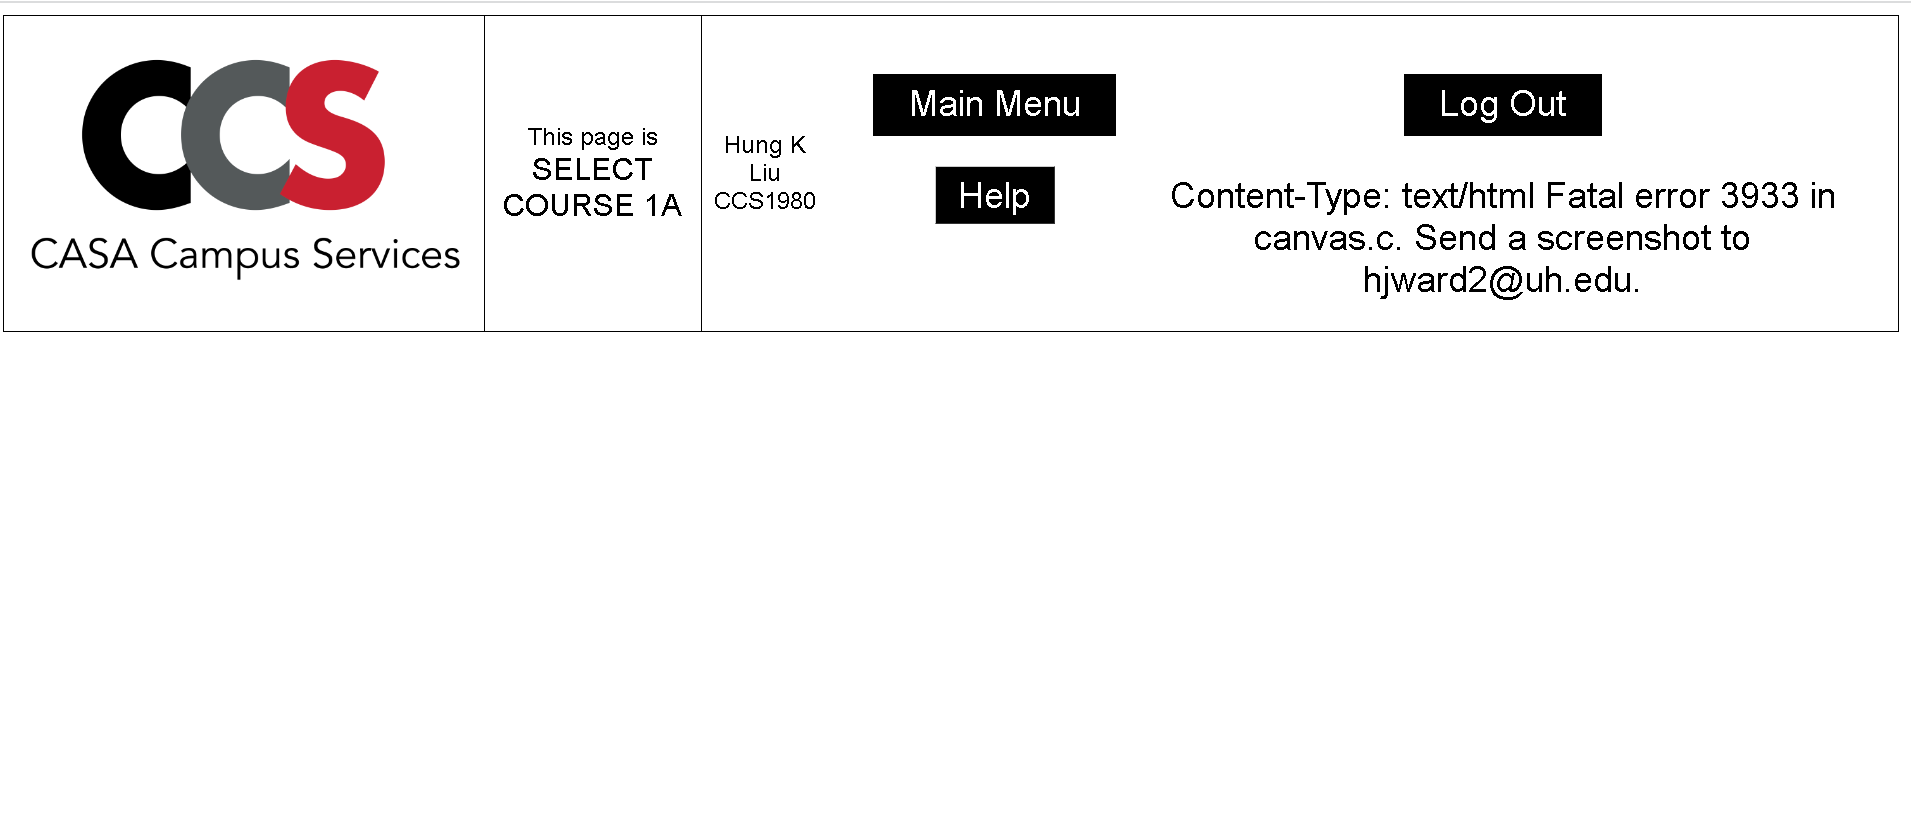 CCS
CASA Campus Services
This page is
SELECT
COURSE 1A
Hung K
Liu
CCS1980
Main Menu
Help
Log Out
Content-Type: text/html Fatal error 3933 in
canvas.c. Send a screenshot to
hjward2@uh.edu.